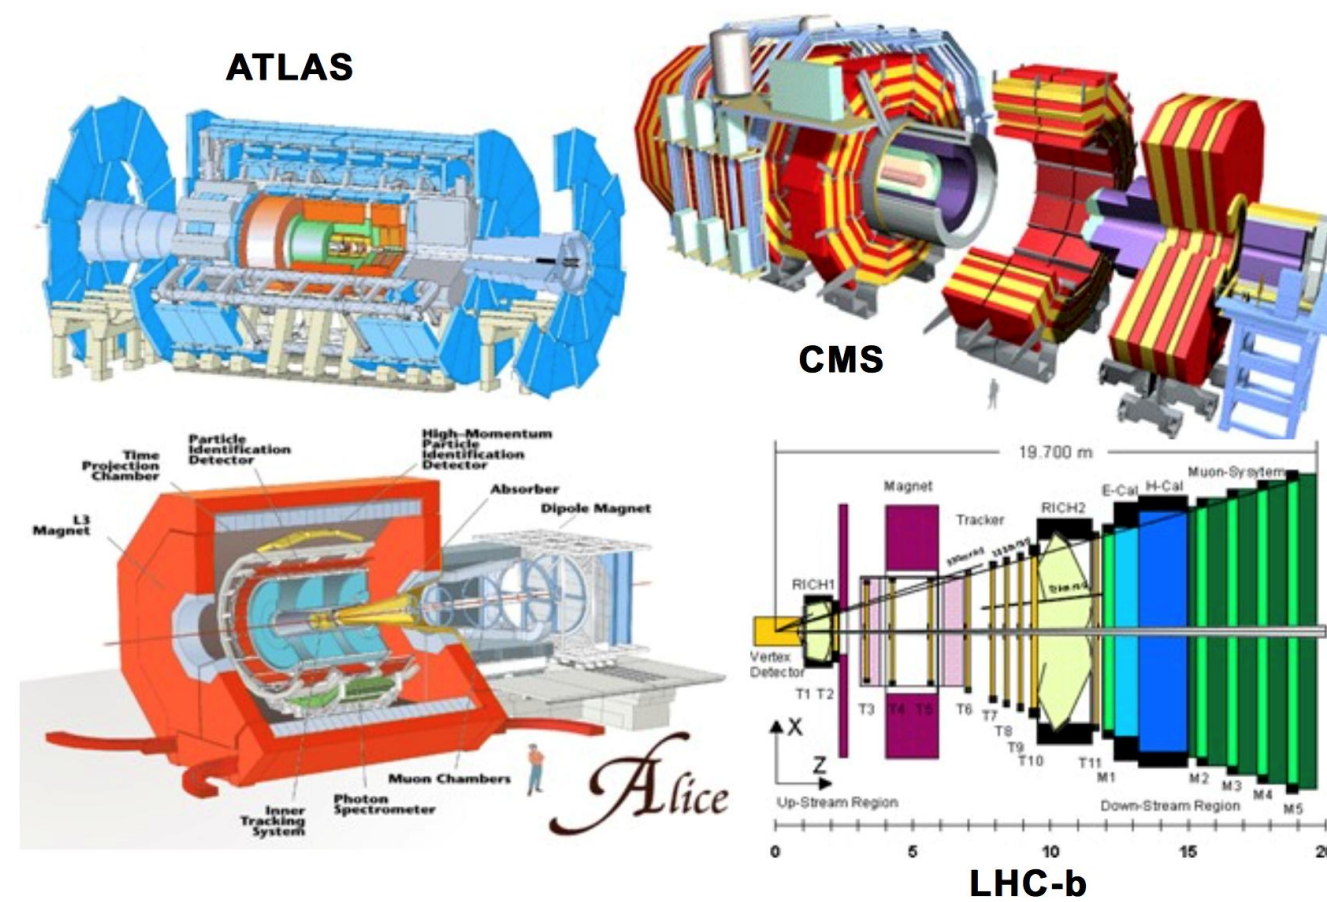 ATLAS
CMS
Particle
Identification
Detector
High-Momentum
Particle
Identification
Detector
Time
Projection
Chamber
Absorber
L3
Magnet
Dipole Magnet
Muon Chambers
Photon
Spectrometer
Inner
Tracking
System
Alice
19.700 m
Muon-Sysytem
E-Cal
H-Cal
Magnet
RICH2
Tracker
RICH1
Vertex
Detector
T1 T2
T3
T4
T5
T6
T7
T8
T9
T10
T11
M1
M2
M3
M4
M5
X
Z
Up-Stream Region
Down-Stream Region
0
5
10
15
LHC-b